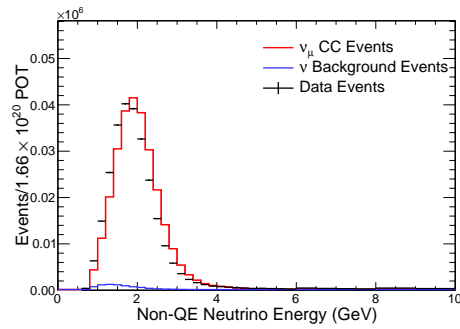 ×10⁶
0.05
0.04
0.03
0.02
0.01
0.00
Events/1.66 × 10²⁰ POT
ν_μ CC Events
ν Background Events
Data Events
0 2 4 6 8 10
Non-QE Neutrino Energy (GeV)